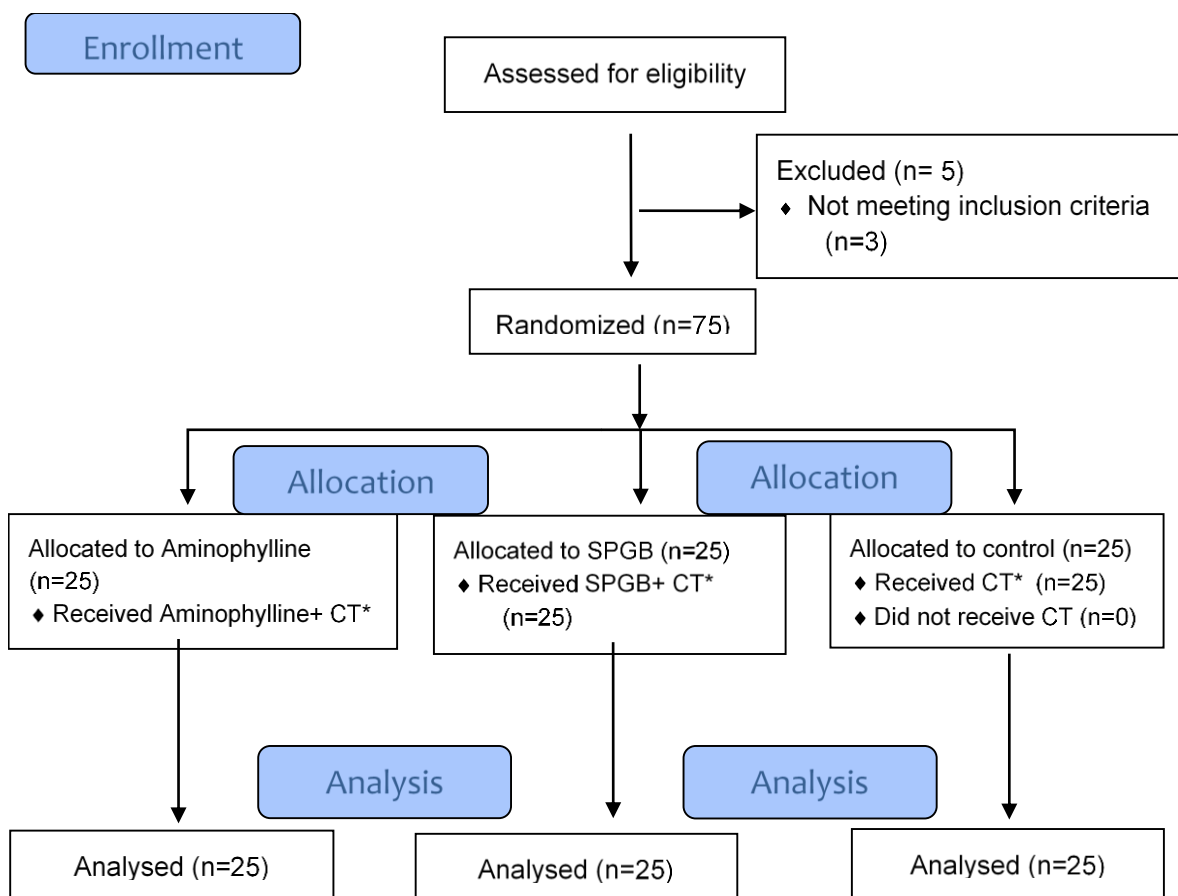 Enrollment
Assessed for eligibility
Excluded (n= 5)
♦ Not meeting inclusion criteria
(n=3)
Randomized (n=75)
Allocation
Allocation
Allocated to Aminophylline
(n=25)
♦ Received Aminophylline+ CT*
Allocated to SPGB (n=25)
♦ Received SPGB+ CT*
(n=25)
Allocated to control (n=25)
♦ Received CT* (n=25)
♦ Did not receive CT (n=0)
Analysis
Analysis
Analysed (n=25)
Analysed (n=25)
Analysed (n=25)